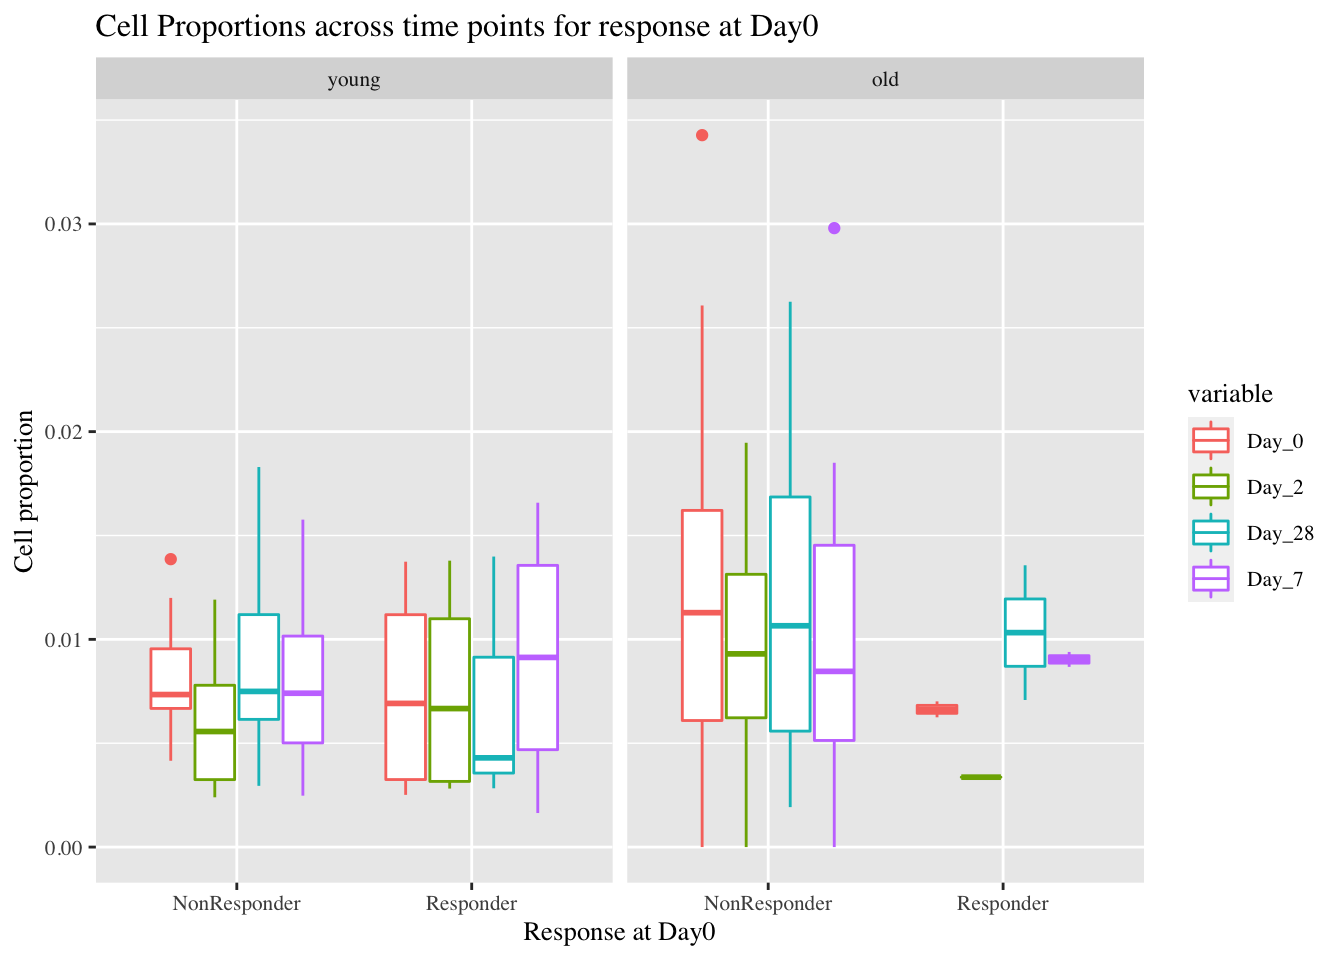 Cell Proportions across time points for response at Day0
young
old
0.03
0.02
0.01
0.00
Cell proportion
NonResponder
Responder
NonResponder
Responder
Response at Day0
variable
Day_0
Day_2
Day_28
Day_7